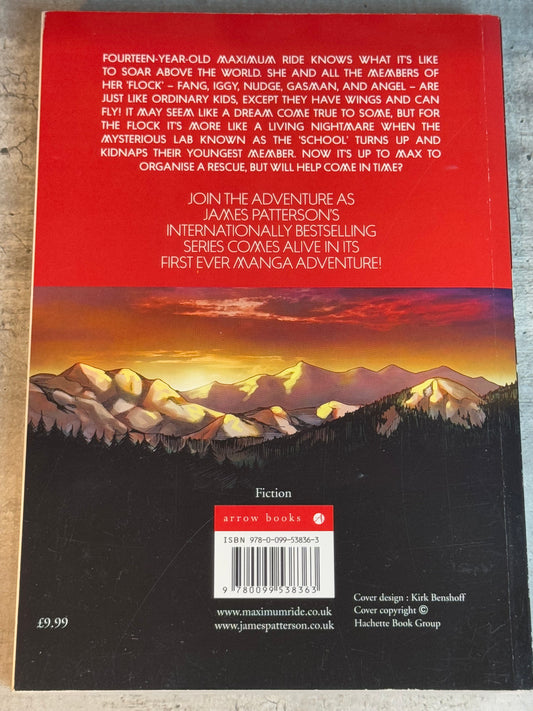 FOURTEEN-YEAR-OLD MAXIMUM RIDE KNOWS WHAT IT'S LIKE
TO SOAR ABOVE THE WORLD. SHE AND ALL THE MEMBERS OF
HER 'FLOCK' – FANG, IGGY, NUDGE, GASMAN, AND ANGEL – ARE
JUST LIKE ORDINARY KIDS, EXCEPT THEY HAVE WINGS AND CAN
FLY! IT MAY SEEM LIKE A DREAM COME TRUE TO SOME, BUT FOR
THE FLOCK IT'S MORE LIKE A LIVING NIGHTMARE WHEN THE
MYSTERIOUS LAB KNOWN AS THE 'SCHOOL' TURNS UP AND
KIDNAPS THEIR YOUNGEST MEMBER. NOW IT'S UP TO MAX TO
ORGANISE A RESCUE, BUT WILL HELP COME IN TIME?
JOIN THE ADVENTURE AS
JAMES PATTERSON'S
INTERNATIONALLY BESTSELLING
SERIES COMES ALIVE IN ITS
FIRST EVER MANGA ADVENTURE!
Fiction
arrow books
ISBN 978-0-099-53836-3
9 780099 538363
www.maximumride.co.uk
www.jamespatterson.co.uk
Cover design : Kirk Benshoff
Cover copyright ©
Hachette Book Group
£9.99